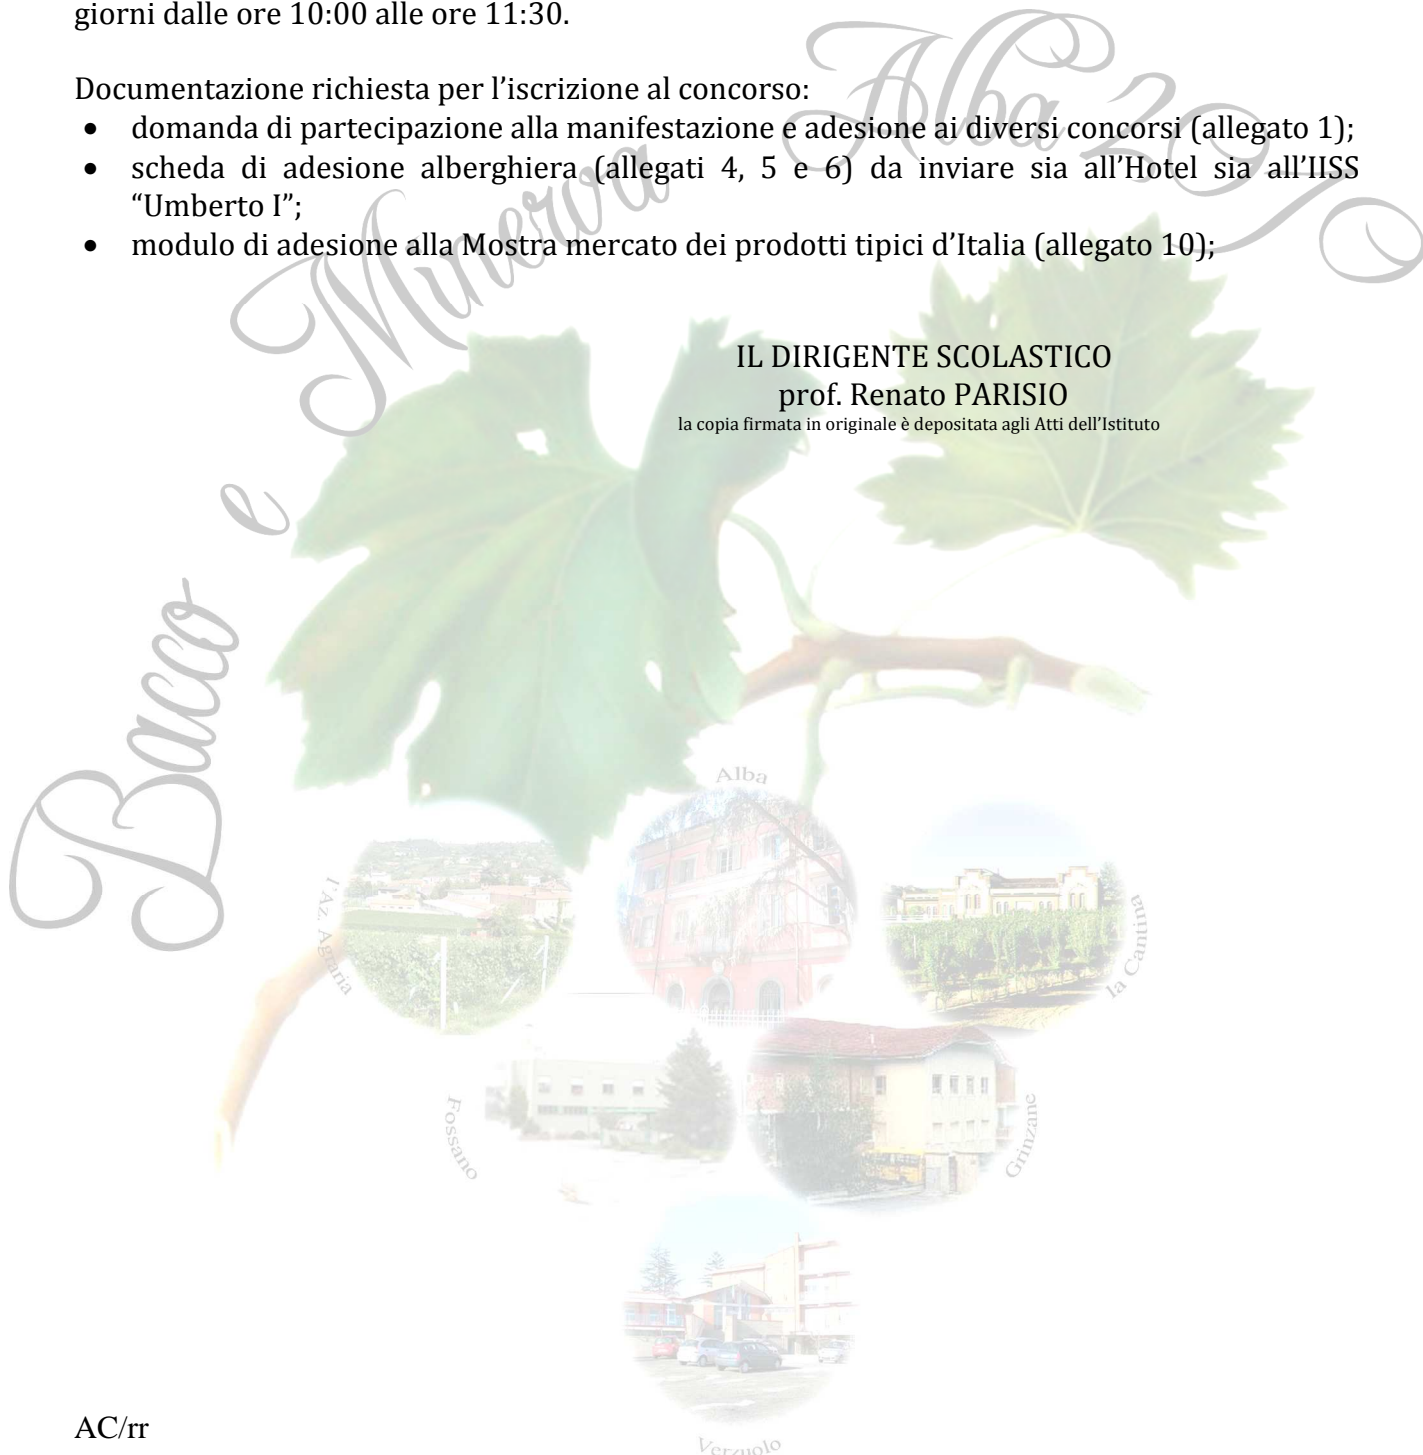 giorni dalle ore 10:00 alle ore 11:30.
Documentazione richiesta per l’iscrizione al concorso:
• domanda di partecipazione alla manifestazione e adesione ai diversi concorsi (allegato 1);
• scheda di adesione alberghiera (allegati 4, 5 e 6) da inviare sia all’Hotel sia all’IISS
“Umberto I”;
• modulo di adesione alla Mostra mercato dei prodotti tipici d’Italia (allegato 10);
IL DIRIGENTE SCOLASTICO
prof. Renato PARISIO
la copia firmata in originale è depositata agli Atti dell’Istituto
Bacco e Minerva Alba 2010
Alba
l'Az. Agraria
la Cantina
Fossano
Grinzane
Verzuolo
AC/rr